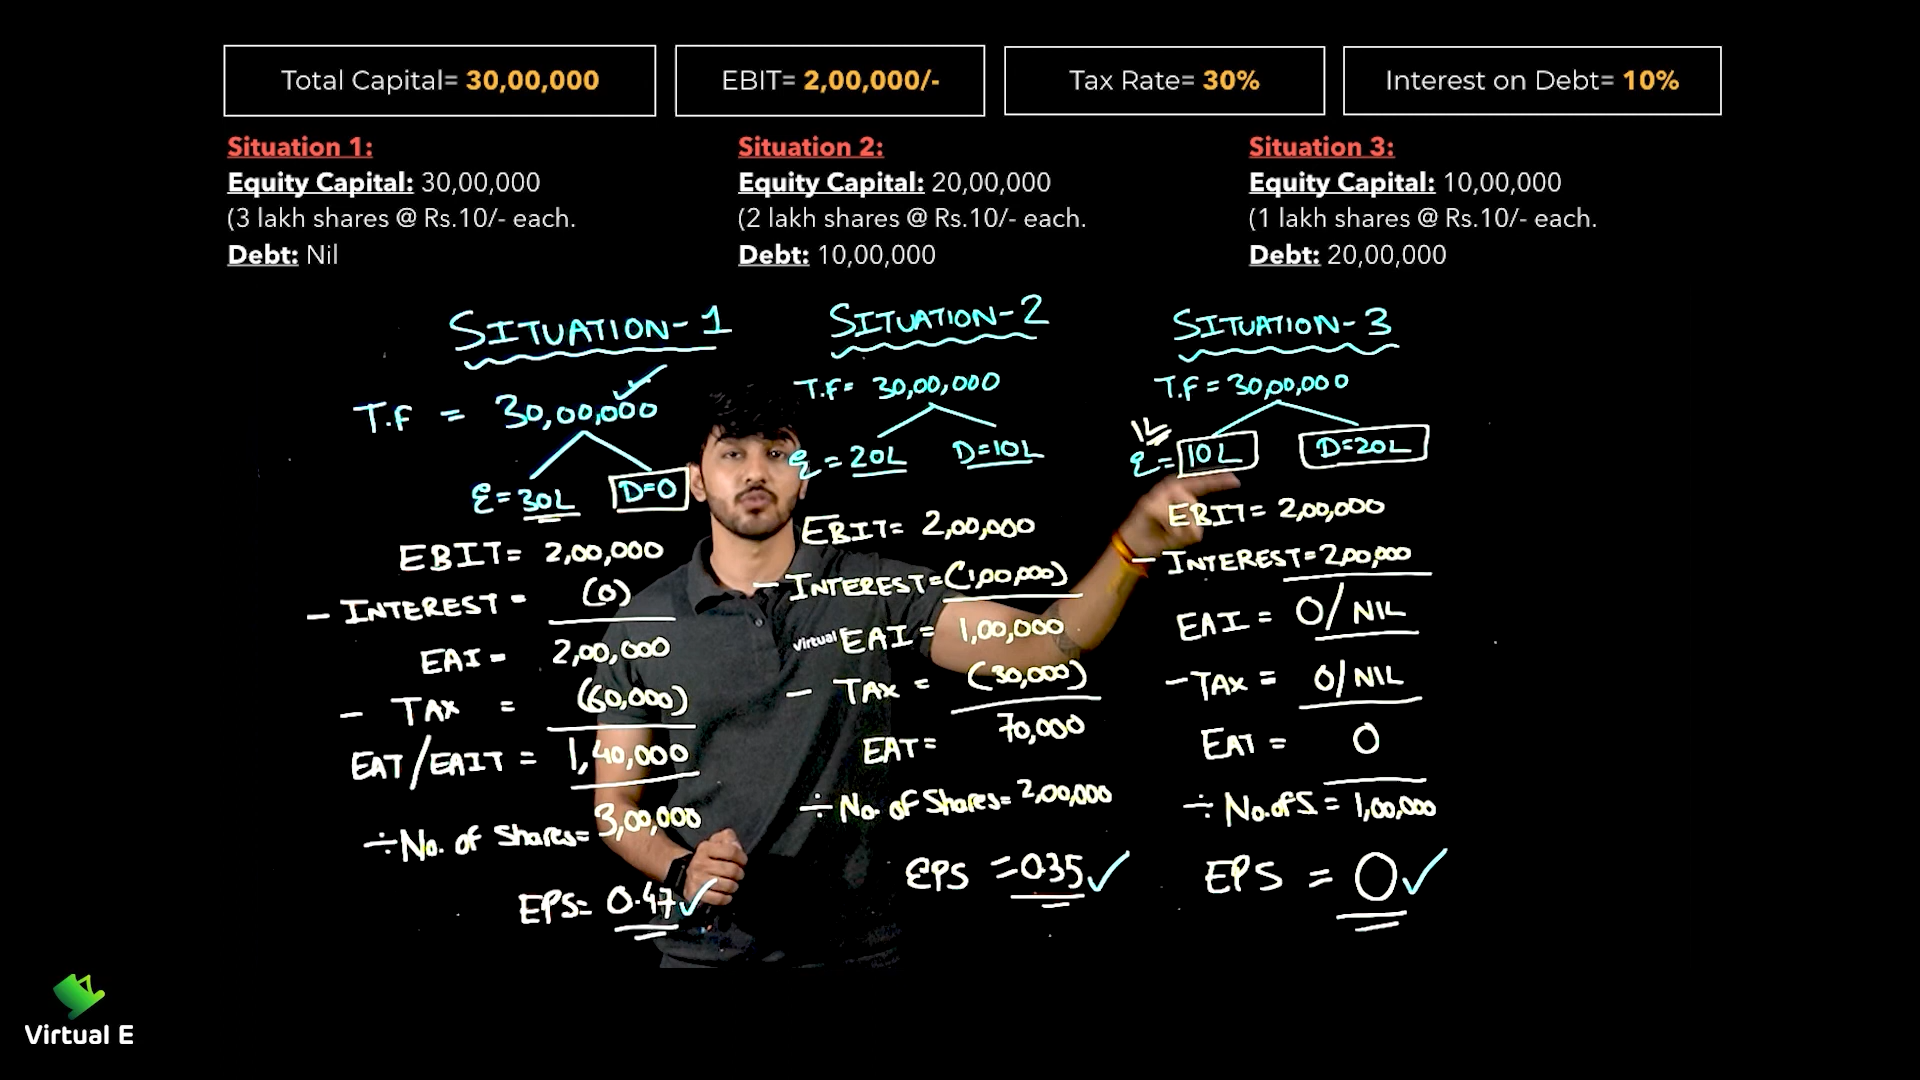 Total Capital= 30,00,000
EBIT= 2,00,000/-
Tax Rate= 30%
Interest on Debt= 10%
Situation 1:
Equity Capital: 30,00,000
(3 lakh shares @ Rs.10/- each.
Debt: Nil
Situation 2:
Equity Capital: 20,00,000
(2 lakh shares @ Rs.10/- each.
Debt: 10,00,000
Situation 3:
Equity Capital: 10,00,000
(1 lakh shares @ Rs.10/- each.
Debt: 20,00,000
SITUATION-1
T.F = 30,00,000
E=30L D=0
EBIT= 2,00,000
- INTEREST = (0)
EAI= 2,00,000
- TAX = (60,000)
EAT/EAIT = 1,40,000
÷No. of Shares= 3,00,000
EPS= 0.47✓
SITUATION-2
T.F= 30,00,000
E=20L D=10L
EBIT= 2,00,000
- INTEREST=(1,00,000)
EAI= 1,00,000
- TAX = (30,000)
EAT= 70,000
÷ No. of Shares= 2,00,000
EPS =0.35✓
SITUATION-3
T.F = 30,00,000
1L
E=10L D=20L
EBIT= 2,00,000
- INTEREST=2,00,000
EAI= 0/NIL
-TAX = 0/NIL
EAT = 0
÷ No.of S = 1,00,000
EPS = 0✓
virtual
Virtual E